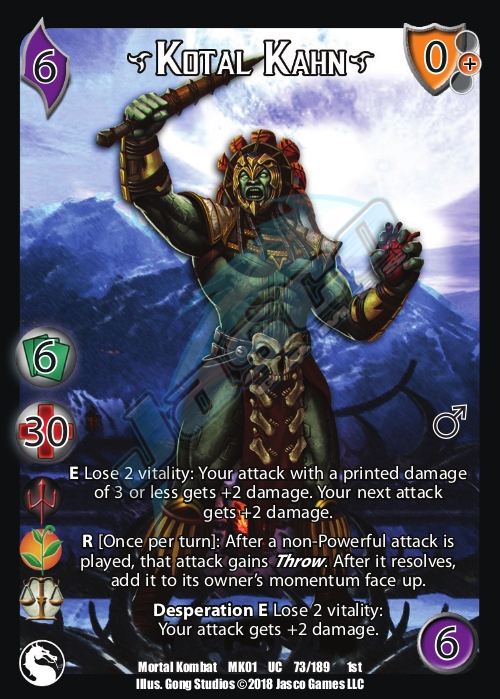 6
Kotal Kahn
0
+
6
30
♂
E Lose 2 vitality: Your attack with a printed damage
of 3 or less gets +2 damage. Your next attack
gets +2 damage.
R [Once per turn]: After a non-Powerful attack is
played, that attack gains Throw. After it resolves,
add it to its owner's momentum face up.
Desperation E Lose 2 vitality:
Your attack gets +2 damage.
6
Mortal Kombat MK01 UC 73/189 1st
Illus. Gong Studios ©2018 Jasco Games LLC